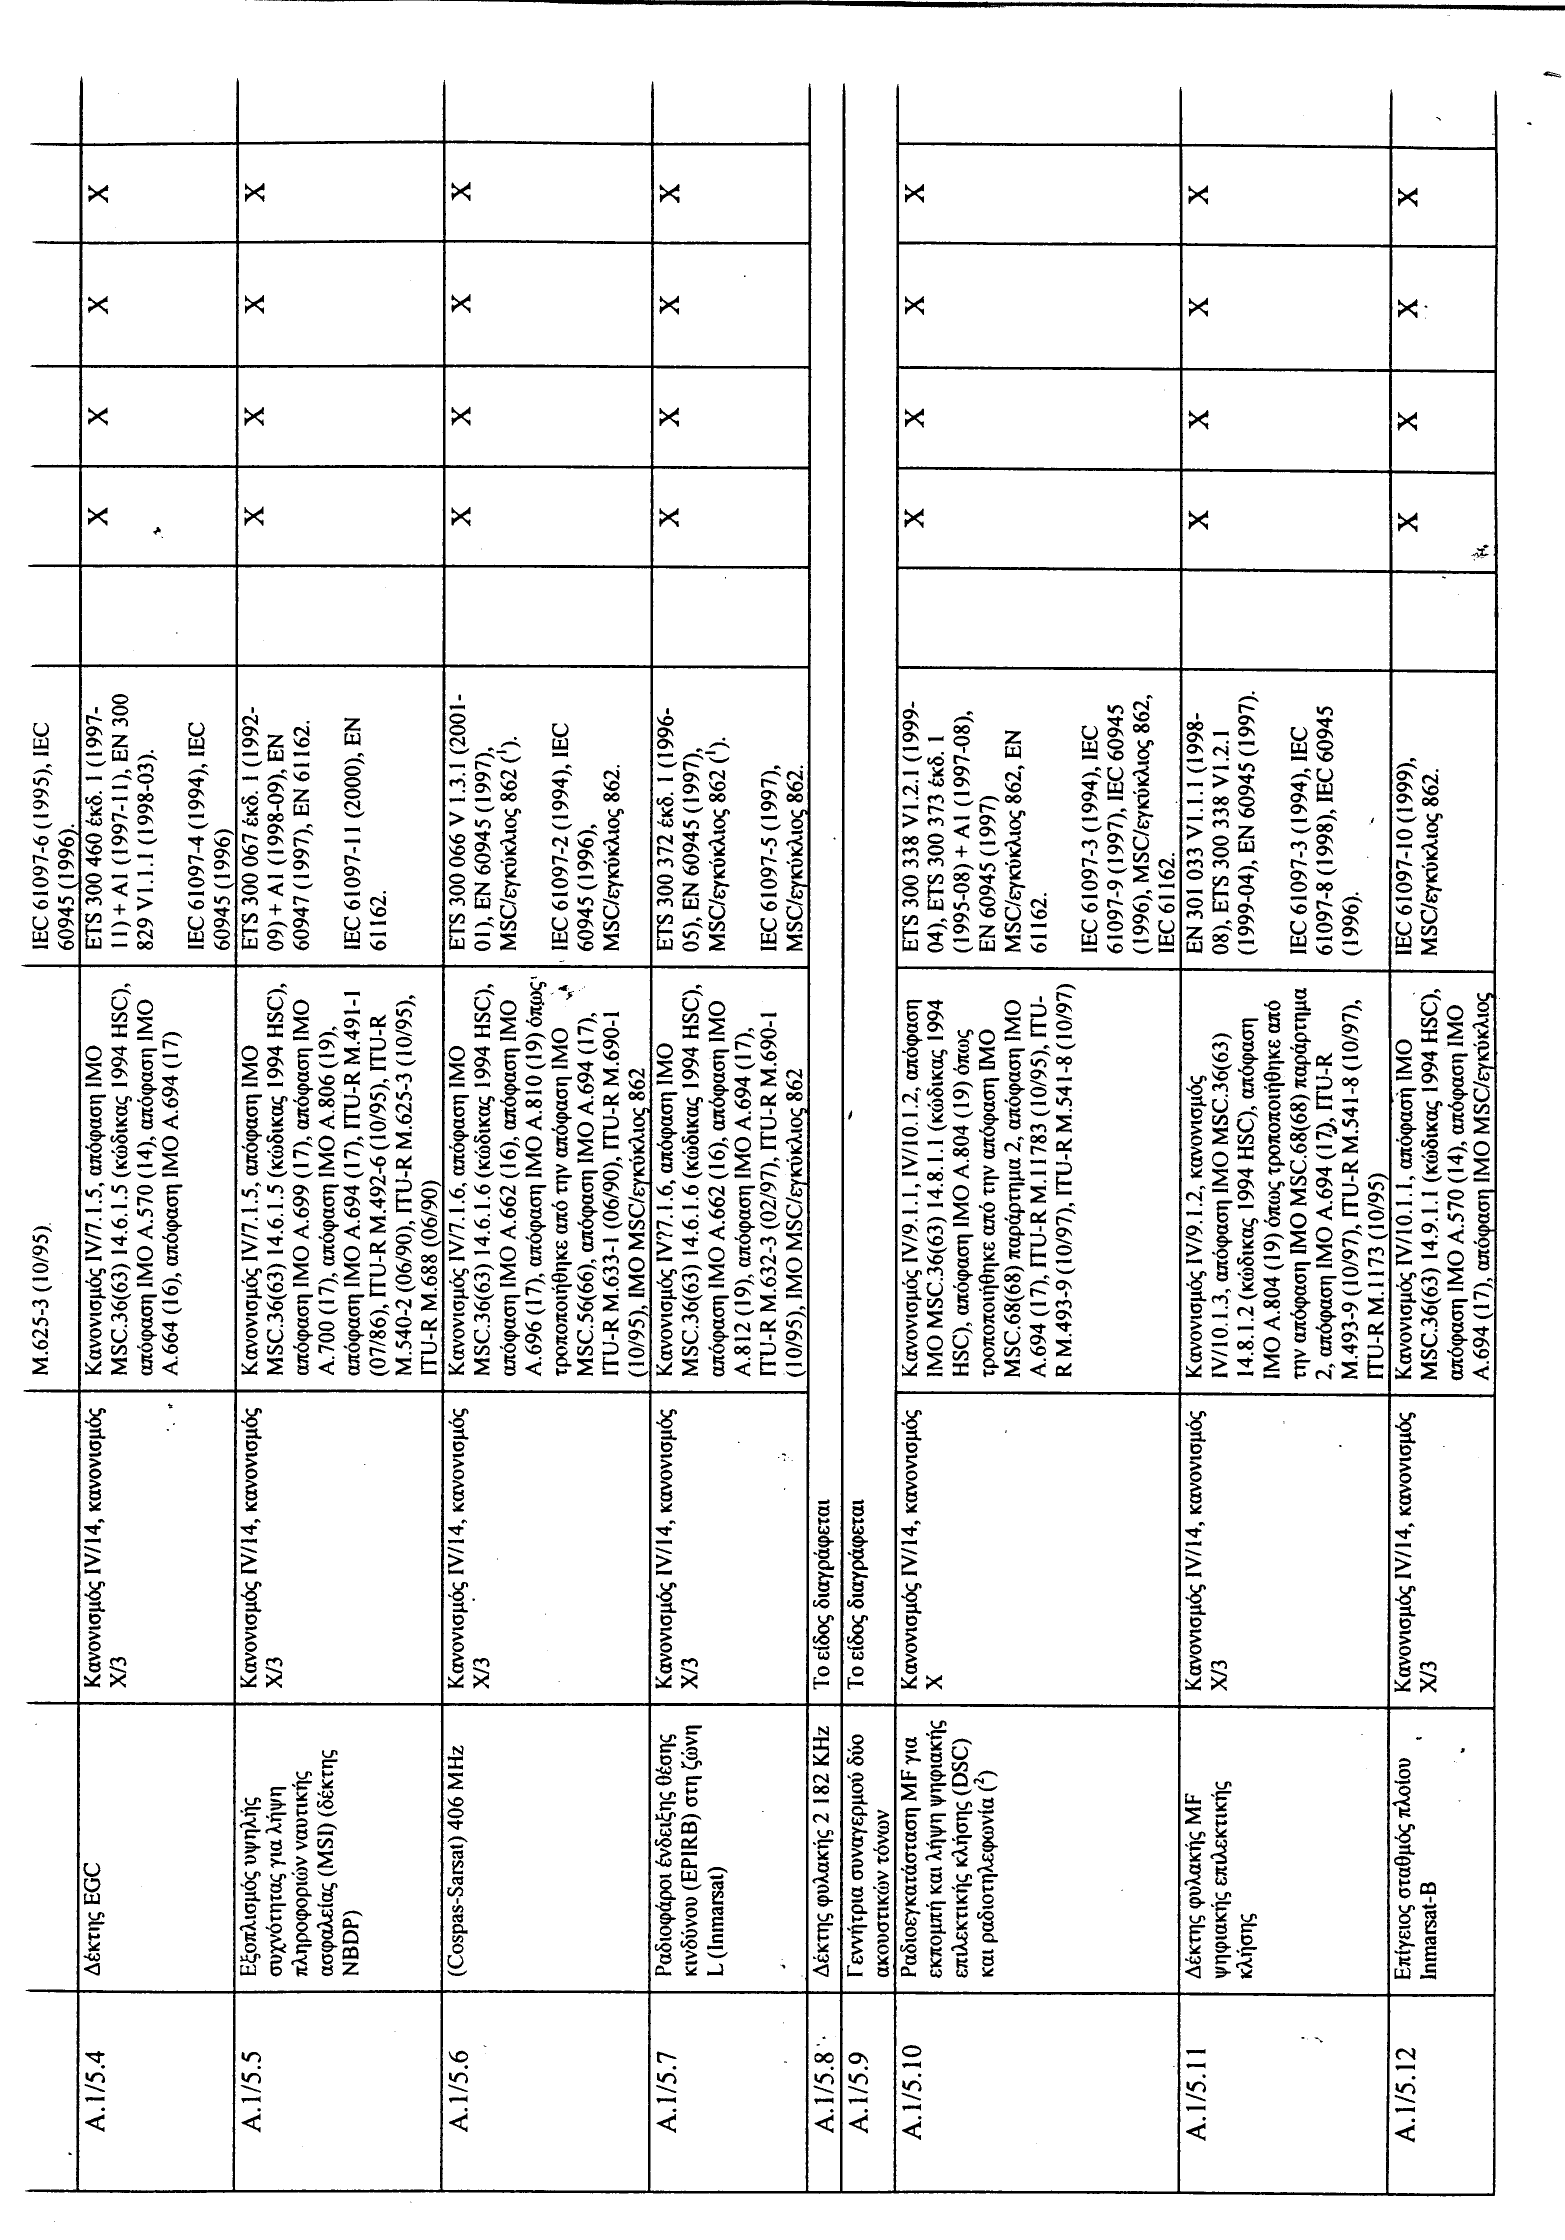 M.625-3 (10/95).
IEC 61097-6 (1995), IEC
60945 (1996).
A.1/5.4
Δέκτης EGC
Κανονισμός IV/14, κανονισμός
X/3
Κανονισμός IV/7.1.5, απόφαση IMO
MSC.36(63) 14.6.1.5 (κώδικας 1994 HSC),
απόφαση IMO A.570 (14), απόφαση IMO
A.664 (16), απόφαση IMO A.694 (17)
ETS 300 460 έκδ. 1 (1997-
11) + A1 (1997-11), EN 300
829 V1.1.1 (1998-03).
IEC 61097-4 (1994), IEC
60945 (1996)
X X X X
A.1/5.5
Εξοπλισμός υψηλής
συχνότητας για λήψη
πληροφοριών ναυτικής
ασφαλείας (MSI) (δέκτης
NBDP)
Κανονισμός IV/14, κανονισμός
X/3
Κανονισμός IV/7.1.5, απόφαση IMO
MSC.36(63) 14.6.1.5 (κώδικας 1994 HSC),
απόφαση IMO A.699 (17), απόφαση IMO
A.700 (17), απόφαση IMO A.806 (19),
απόφαση IMO A.694 (17), ITU-R M.491-1
(07/86), ITU-R M.492-6 (10/95), ITU-R
M.540-2 (06/90), ITU-R M.625-3 (10/95),
ITU-R M.688 (06/90)
ETS 300 067 έκδ. 1 (1992-
09) + A1 (1998-09), EN
60947 (1997), EN 61162.
IEC 61097-11 (2000), EN
61162.
X X X X
A.1/5.6
(Cospas-Sarsat) 406 MHz
Κανονισμός IV/14, κανονισμός
X/3
Κανονισμός IV/7.1.6, απόφαση IMO
MSC.36(63) 14.6.1.6 (κώδικας 1994 HSC),
απόφαση IMO A.662 (16), απόφαση IMO
A.696 (17), απόφαση IMO A.810 (19) όπως
τροποποιήθηκε από την απόφαση IMO
MSC.56(66), απόφαση IMO A.694 (17),
ITU-R M.633-1 (06/90), ITU-R M.690-1
(10/95), IMO MSC/εγκύκλιος 862
ETS 300 066 V 1.3.1 (2001-
01), EN 60945 (1997),
MSC/εγκύκλιος 862 (¹).
IEC 61097-2 (1994), IEC
60945 (1996),
MSC/εγκύκλιος 862.
X X X X
A.1/5.7
Ραδιοφάροι ένδειξης θέσης
κινδύνου (EPIRB) στη ζώνη
L (Inmarsat)
Κανονισμός IV/14, κανονισμός
X/3
Κανονισμός IV?7.1.6, απόφαση IMO
MSC.36(63) 14.6.1.6 (κώδικας 1994 HSC),
απόφαση IMO A.662 (16), απόφαση IMO
A.812 (19), απόφαση IMO A.694 (17),
ITU-R M.632-3 (02/97), ITU-R M.690-1
(10/95), IMO MSC/εγκύκλιος 862
ETS 300 372 έκδ. 1 (1996-
05), EN 60945 (1997),
MSC/εγκύκλιος 862 (¹).
IEC 61097-5 (1997),
MSC/εγκύκλιος 862.
X X X X
A.1/5.8
Δέκτης φυλακής 2 182 KHz
Το είδος διαγράφεται
A.1/5.9
Γεννήτρια συναγερμού δύο
ακουστικών τόνων
Το είδος διαγράφεται
A.1/5.10
Ραδιοεγκατάσταση MF για
εκπομπή και λήψη ψηφιακής
επιλεκτικής κλήσης (DSC)
και ραδιοτηλεφωνία (²)
Κανονισμός IV/14, κανονισμός
X
Κανονισμός IV/9.1.1, IV/10.1.2, απόφαση
IMO MSC.36(63) 14.8.1.1 (κώδικας 1994
HSC), απόφαση IMO A.804 (19) όπως
τροποποιήθηκε από την απόφαση IMO
MSC.68(68) παράρτημα 2, απόφαση IMO
A.694 (17), ITU-R M.11783 (10/95), ITU-
R M.493-9 (10/97), ITU-R M.541-8 (10/97)
ETS 300 338 V1.2.1 (1999-
04), ETS 300 373 έκδ. 1
(1995-08) + A1 (1997-08),
EN 60945 (1997)
MSC/εγκύκλιος 862, EN
61162.
IEC 61097-3 (1994), IEC
61097-9 (1997), IEC 60945
(1996), MSC/εγκύκλιος 862,
IEC 61162.
X X X X
A.1/5.11
Δέκτης φυλακής MF
ψηφιακής επιλεκτικής
κλήσης
Κανονισμός IV/14, κανονισμός
X/3
Κανονισμός IV/9.1.2, κανονισμός
IV/10.1.3, απόφαση IMO MSC.36(63)
14.8.1.2 (κώδικας 1994 HSC), απόφαση
IMO A.804 (19) όπως τροποποιήθηκε από
την απόφαση IMO MSC.68(68) παράρτημα
2, απόφαση IMO A.694 (17), ITU-R
M.493-9 (10/97), ITU-R M.541-8 (10/97),
ITU-R M.1173 (10/95)
EN 301 033 V1.1.1 (1998-
08), ETS 300 338 V1.2.1
(1999-04), EN 60945 (1997).
IEC 61097-3 (1994), IEC
61097-8 (1998), IEC 60945
(1996).
X X X X
A.1/5.12
Επίγειος σταθμός πλοίου
Inmarsat-B
Κανονισμός IV/14, κανονισμός
X/3
Κανονισμός IV/10.1.1, απόφαση IMO
MSC.36(63) 14.9.1.1 (κώδικας 1994 HSC),
απόφαση IMO A.570 (14), απόφαση IMO
A.694 (17), απόφαση IMO MSC/εγκύκλιος
IEC 61097-10 (1999),
MSC/εγκύκλιος 862.
X X X X